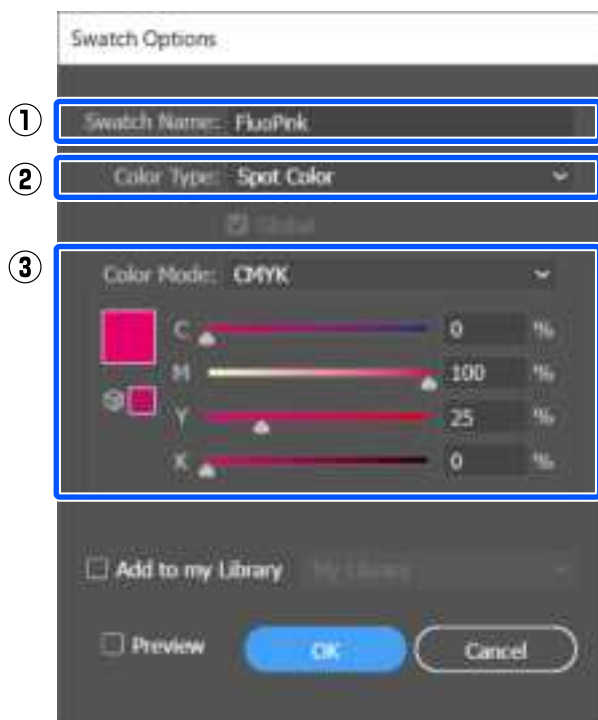 Swatch Options
① Swatch Name: FluoPink
② Color Type: Spot Color
Global
③ Color Mode: CMYK
C 0 %
M 100 %
Y 25 %
K 0 %
Add to my Library My Library
Preview OK Cancel